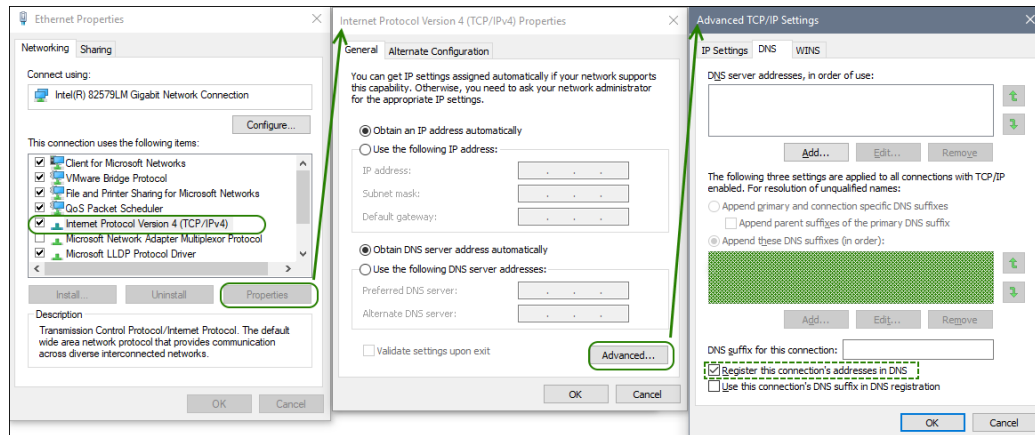 Ethernet Properties
Networking
Sharing
Connect using:
Intel(R) 82579LM Gigabit Network Connection
Configure...
This connection uses the following items:
Client for Microsoft Networks
VMware Bridge Protocol
File and Printer Sharing for Microsoft Networks
QoS Packet Scheduler
Internet Protocol Version 4 (TCP/IPv4)
Microsoft Network Adapter Multiplexor Protocol
Microsoft LLDP Protocol Driver
Install...
Uninstall
Properties
Description
Transmission Control Protocol/Internet Protocol. The default
wide area network protocol that provides communication
across diverse interconnected networks.
OK
Cancel
Internet Protocol Version 4 (TCP/IPv4) Properties
General
Alternate Configuration
You can get IP settings assigned automatically if your network supports
this capability. Otherwise, you need to ask your network administrator
for the appropriate IP settings.
Obtain an IP address automatically
Use the following IP address:
IP address:
Subnet mask:
Default gateway:
Obtain DNS server address automatically
Use the following DNS server addresses:
Preferred DNS server:
Alternate DNS server:
Validate settings upon exit
Advanced...
OK
Cancel
Advanced TCP/IP Settings
IP Settings
DNS
WINS
DNS server addresses, in order of use:
Add...
Edit...
Remove
The following three settings are applied to all connections with TCP/IP
enabled. For resolution of unqualified names:
Append primary and connection specific DNS suffixes
Append parent suffixes of the primary DNS suffix
Append these DNS suffixes (in order):
Add...
Edit...
Remove
DNS suffix for this connection:
Register this connection's addresses in DNS
Use this connection's DNS suffix in DNS registration
OK
Cancel